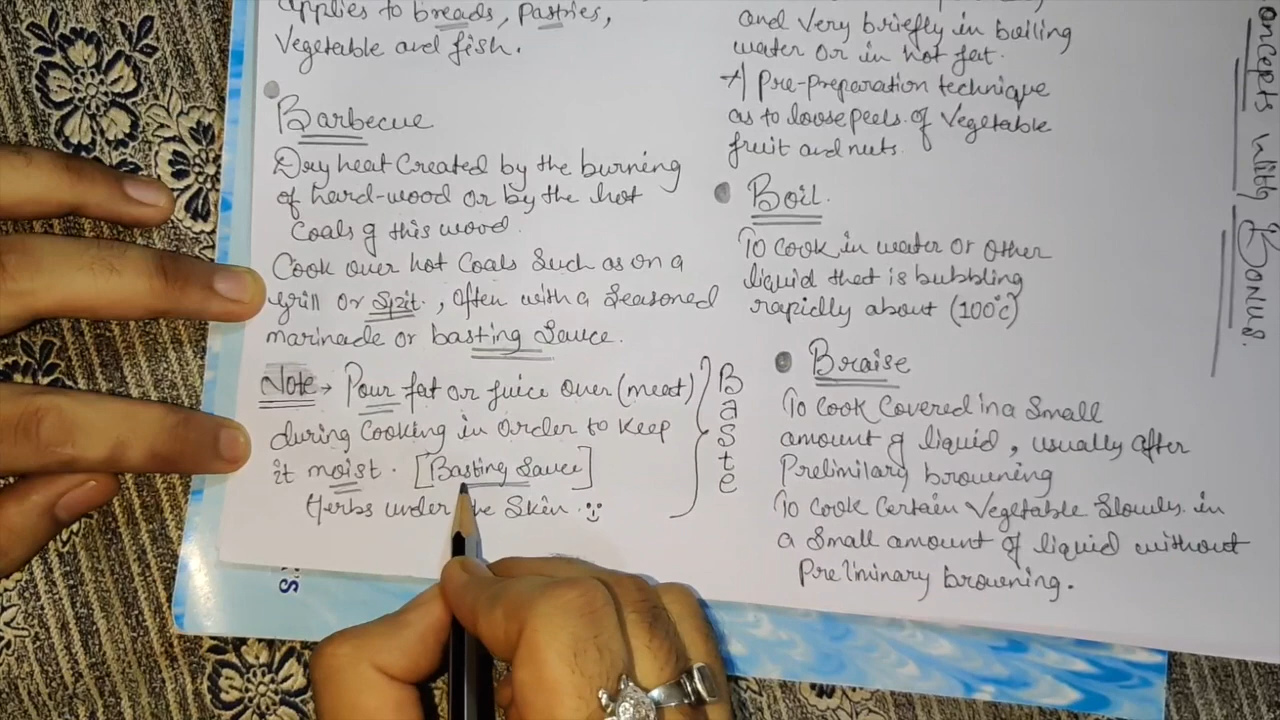 applies to breads, pastries,
Vegetable and fish.
Barbecue
Dry heat Created by the burning
of hard-wood or by the hot
Coals of this wood.
Cook over hot Coals Such as on a
grill or Spit, often with a Seasoned
marinade or basting Sauce.
Note → Pour fat or juice over (meat)
during Cooking in order to keep
it moist. [Basting Sauce]
Herbs under the Skin.
Baste
and very briefly in boiling
water or in hot fat.
Pre-preparation technique
as to loose peels of Vegetable
fruit and nuts.
Boil.
To Cook in water or other
liquid that is bubbling
rapidly about (100°C)
Braise
To Cook Covered in a Small
amount of liquid, usually after
Prelimilary browning
To Cook Certain Vegetable Slowly in
a Small amount of liquid without
Preliminary browning.
oncepts with Bonus.
's